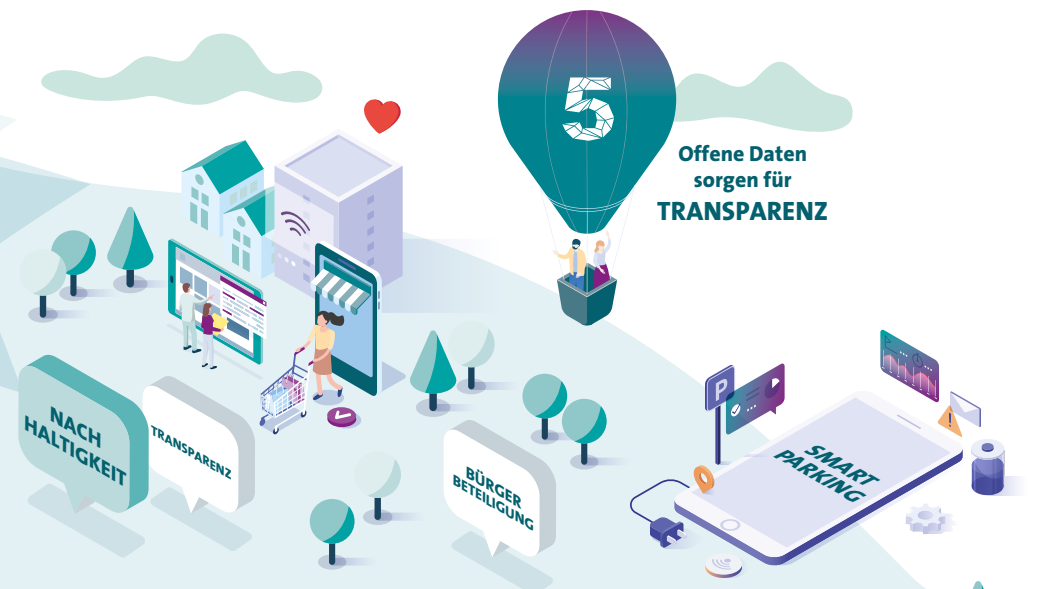 5
Offene Daten
sorgen für
TRANSPARENZ
NACH
HALTIGKEIT
TRANSPARENZ
BÜRGER
BETEILIGUNG
P
SMART
PARKING